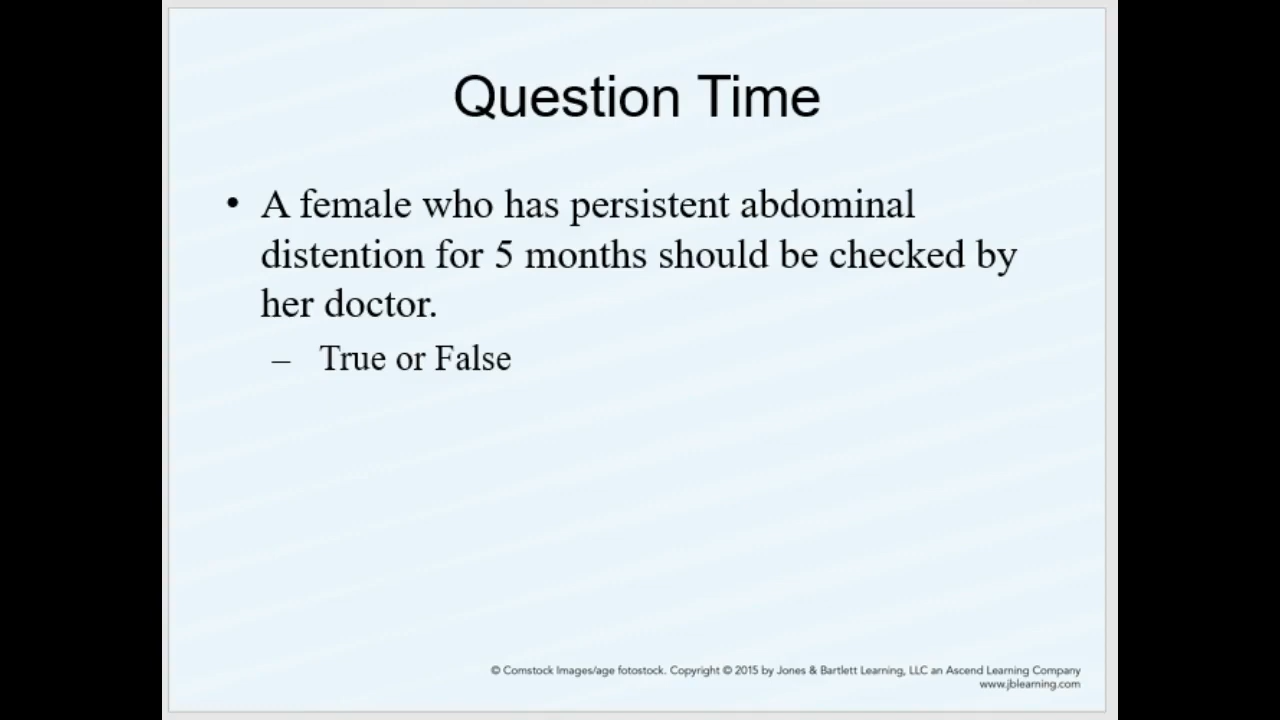 Question Time
• A female who has persistent abdominal
distention for 5 months should be checked by
her doctor.
– True or False
© Comstock Images/age fotostock. Copyright © 2015 by Jones & Bartlett Learning, LLC an Ascend Learning Company
www.jblearning.com